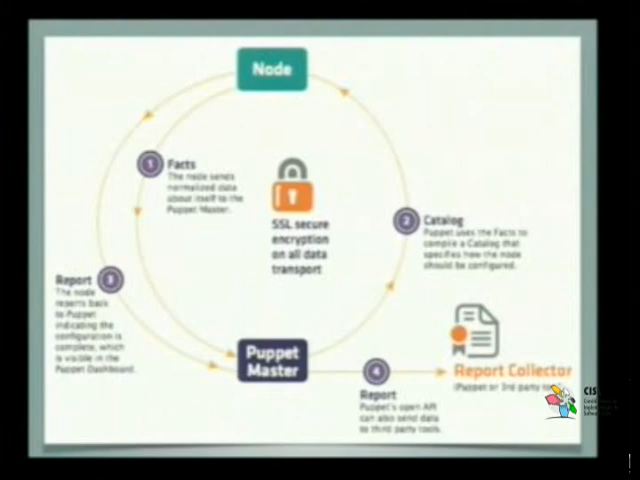 Node
1
Facts
The node sends
normalized data
about itself to the
Puppet Master.
SSL secure
encryption
on all data
transport
2
Catalog
Puppet uses the Facts to
compile a Catalog that
specifies how the node
should be configured.
Report
3
The node
reports back
to Puppet
indicating the
configuration is
complete, which
is visible in the
Puppet Dashboard.
Puppet
Master
4
Report
Puppet's open API
can also send data
to third party tools.
Report Collector
(Puppet or 3rd party
CIS